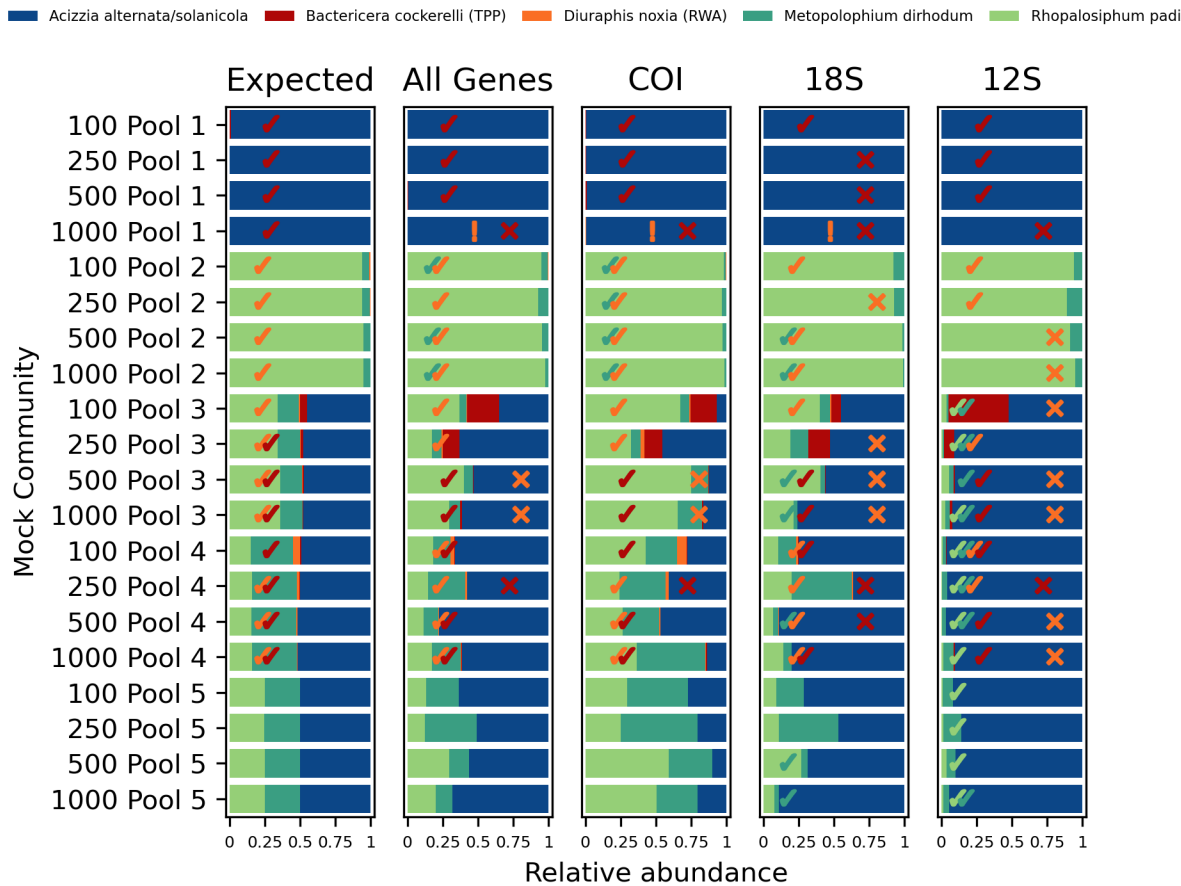 Acizzia alternata/solanicola Bactericera cockerelli (TPP) Diuraphis noxia (RWA) Metopolophium dirhodum Rhopalosiphum padi
Expected All Genes COI 18S 12S
Mock Community
100 Pool 1
250 Pool 1
500 Pool 1
1000 Pool 1
100 Pool 2
250 Pool 2
500 Pool 2
1000 Pool 2
100 Pool 3
250 Pool 3
500 Pool 3
1000 Pool 3
100 Pool 4
250 Pool 4
500 Pool 4
1000 Pool 4
100 Pool 5
250 Pool 5
500 Pool 5
1000 Pool 5
0 0.25 0.5 0.75 1 0 0.25 0.5 0.75 1 0 0.25 0.5 0.75 1 0 0.25 0.5 0.75 1 0 0.25 0.5 0.75 1
Relative abundance